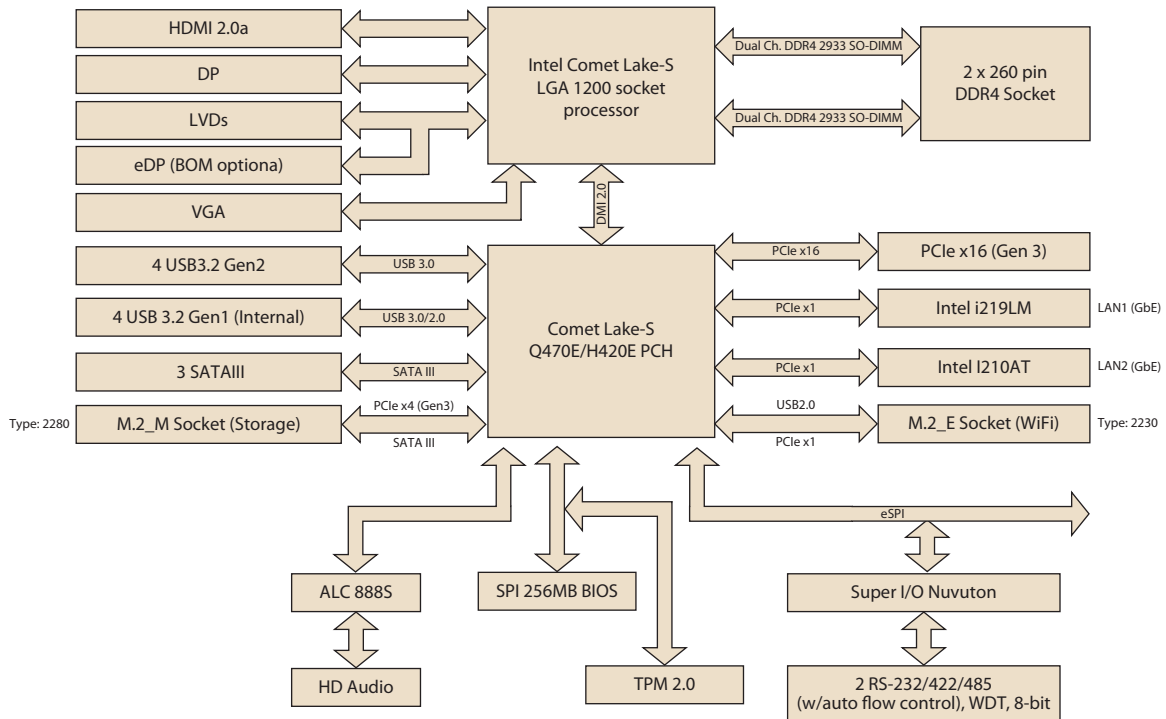 HDMI 2.0a
DP
LVDs
eDP (BOM optiona)
VGA
Intel Comet Lake-S
LGA 1200 socket
processor
Dual Ch. DDR4 2933 SO-DIMM
Dual Ch. DDR4 2933 SO-DIMM
2 x 260 pin
DDR4 Socket
DMI 2.0
4 USB3.2 Gen2
USB 3.0
4 USB 3.2 Gen1 (Internal)
USB 3.0/2.0
3 SATAIII
SATA III
Type: 2280
M.2_M Socket (Storage)
PCIe x4 (Gen3)
SATA III
Comet Lake-S
Q470E/H420E PCH
PCIe x16
PCIe x16 (Gen 3)
PCIe x1
Intel i219LM
LAN1 (GbE)
PCIe x1
Intel I210AT
LAN2 (GbE)
USB2.0
PCIe x1
M.2_E Socket (WiFi)
Type: 2230
eSPI
ALC 888S
SPI 256MB BIOS
Super I/O Nuvuton
HD Audio
TPM 2.0
2 RS-232/422/485
(w/auto flow control), WDT, 8-bit